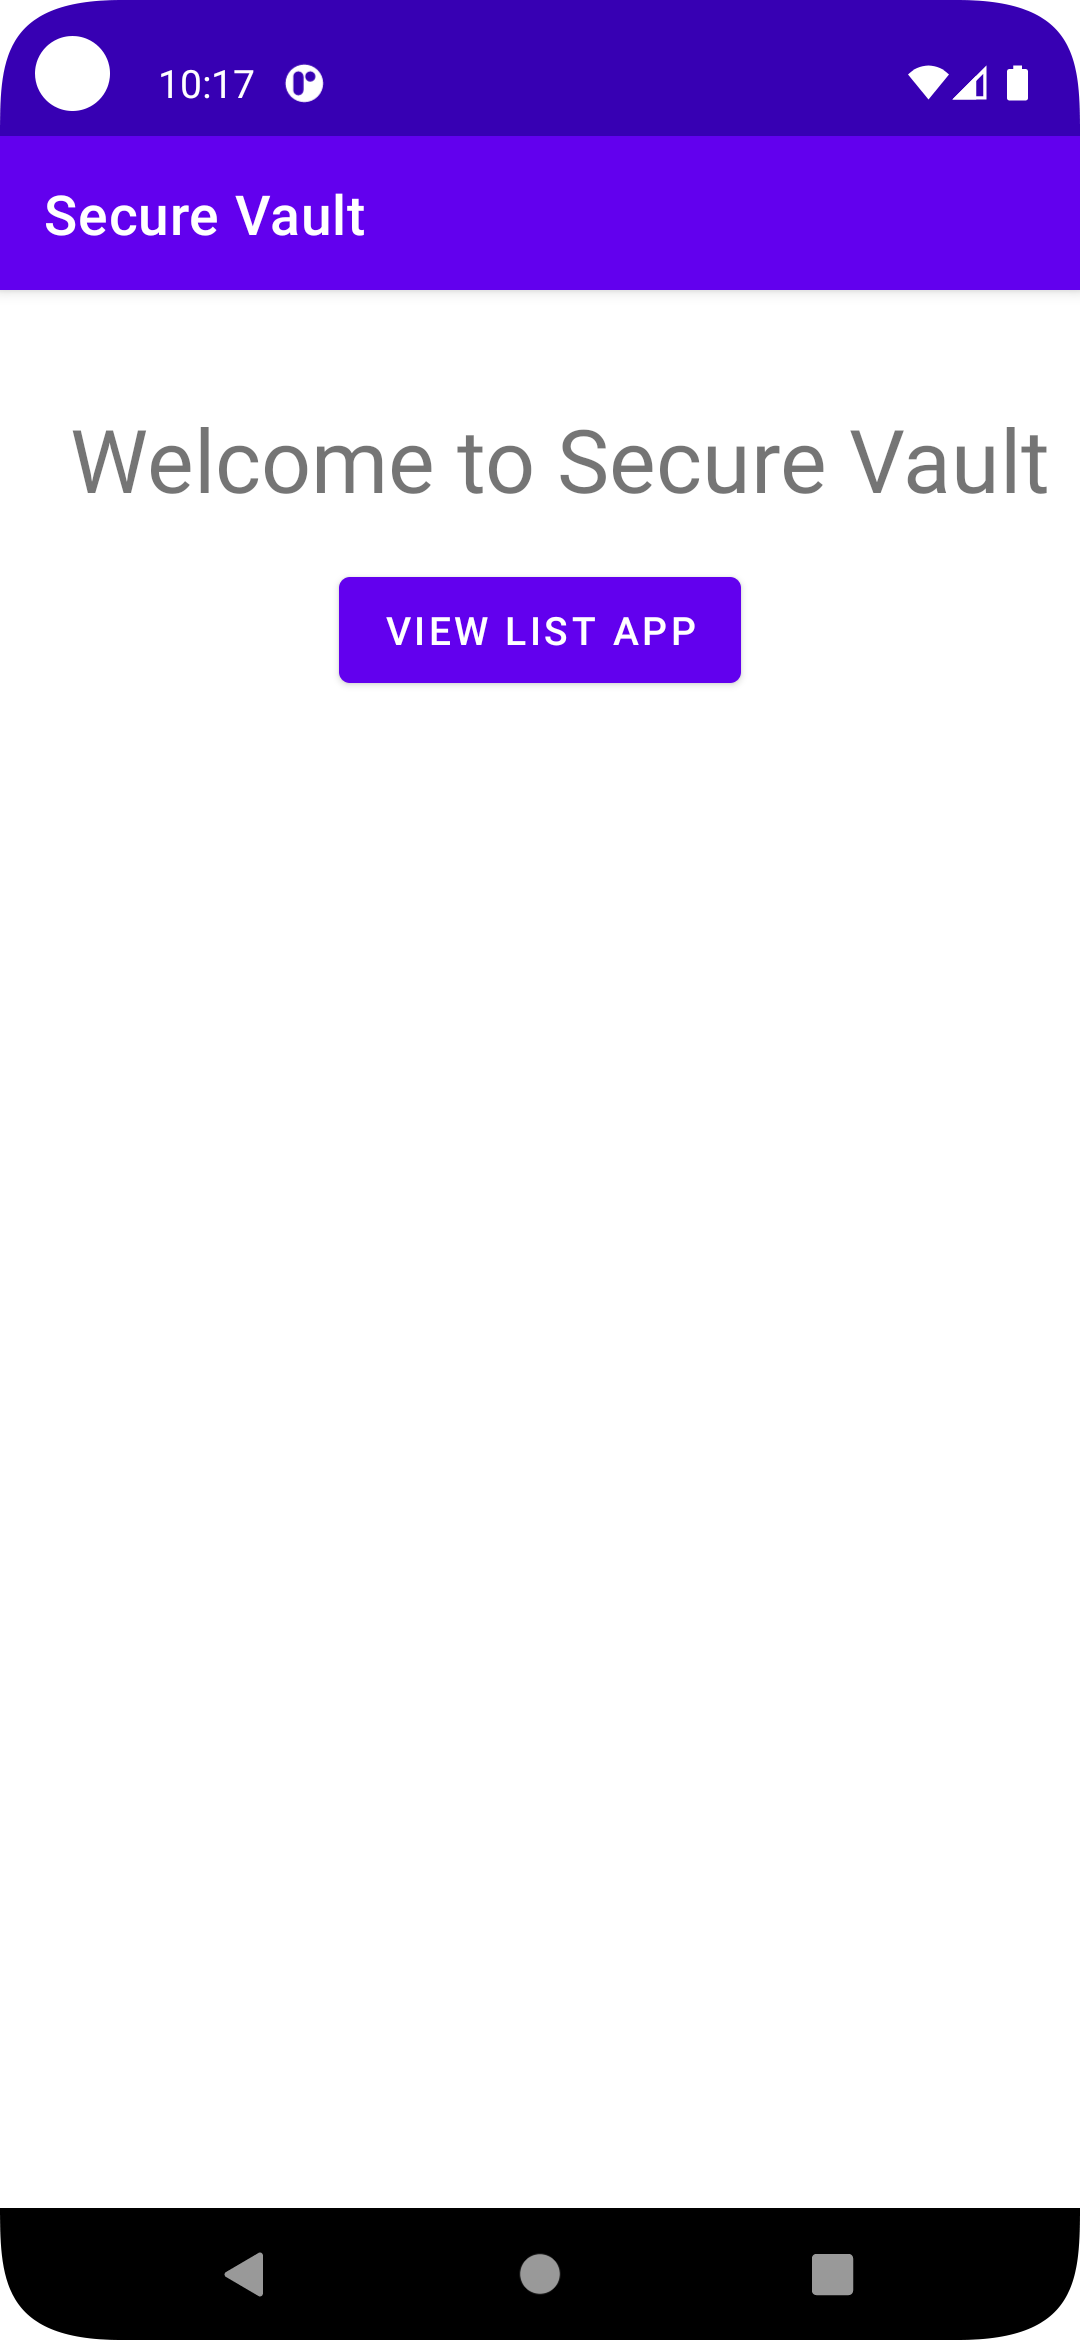 10:17
Secure Vault
Welcome to Secure Vault
VIEW LIST APP